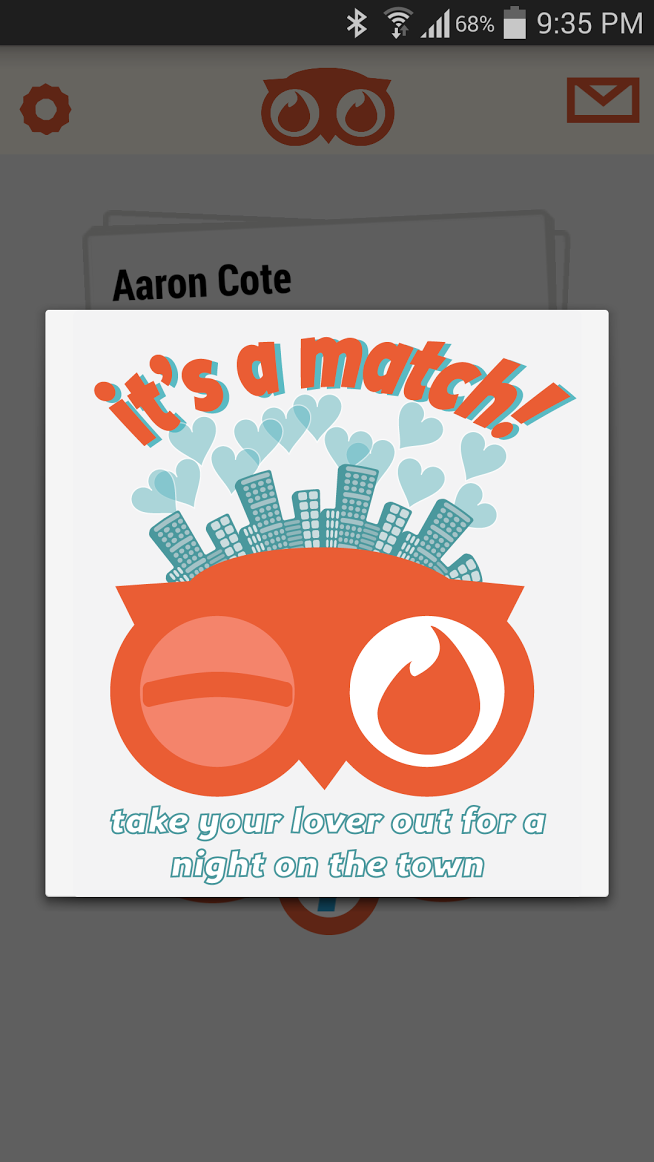 68% 9:35 PM
Aaron Cote
it's a match!
take your lover out for a
night on the town